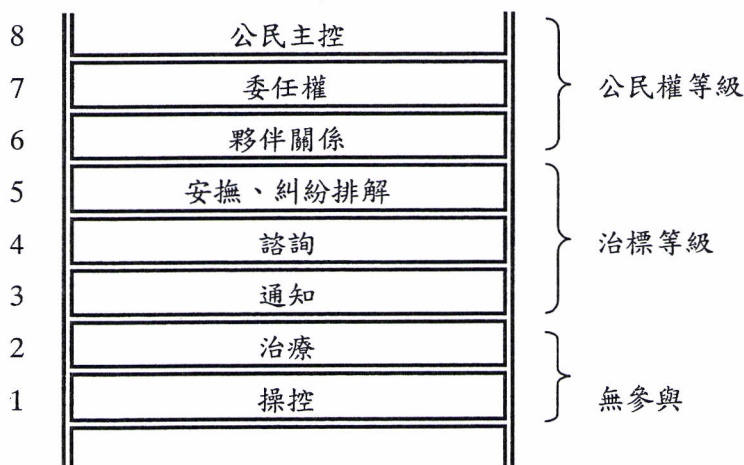 8 公民主控
7 委任權 公民權等級
6 夥伴關係
5 安撫、糾紛排解
4 諮詢 治標等級
3 通知
2 治療
1 操控 無參與